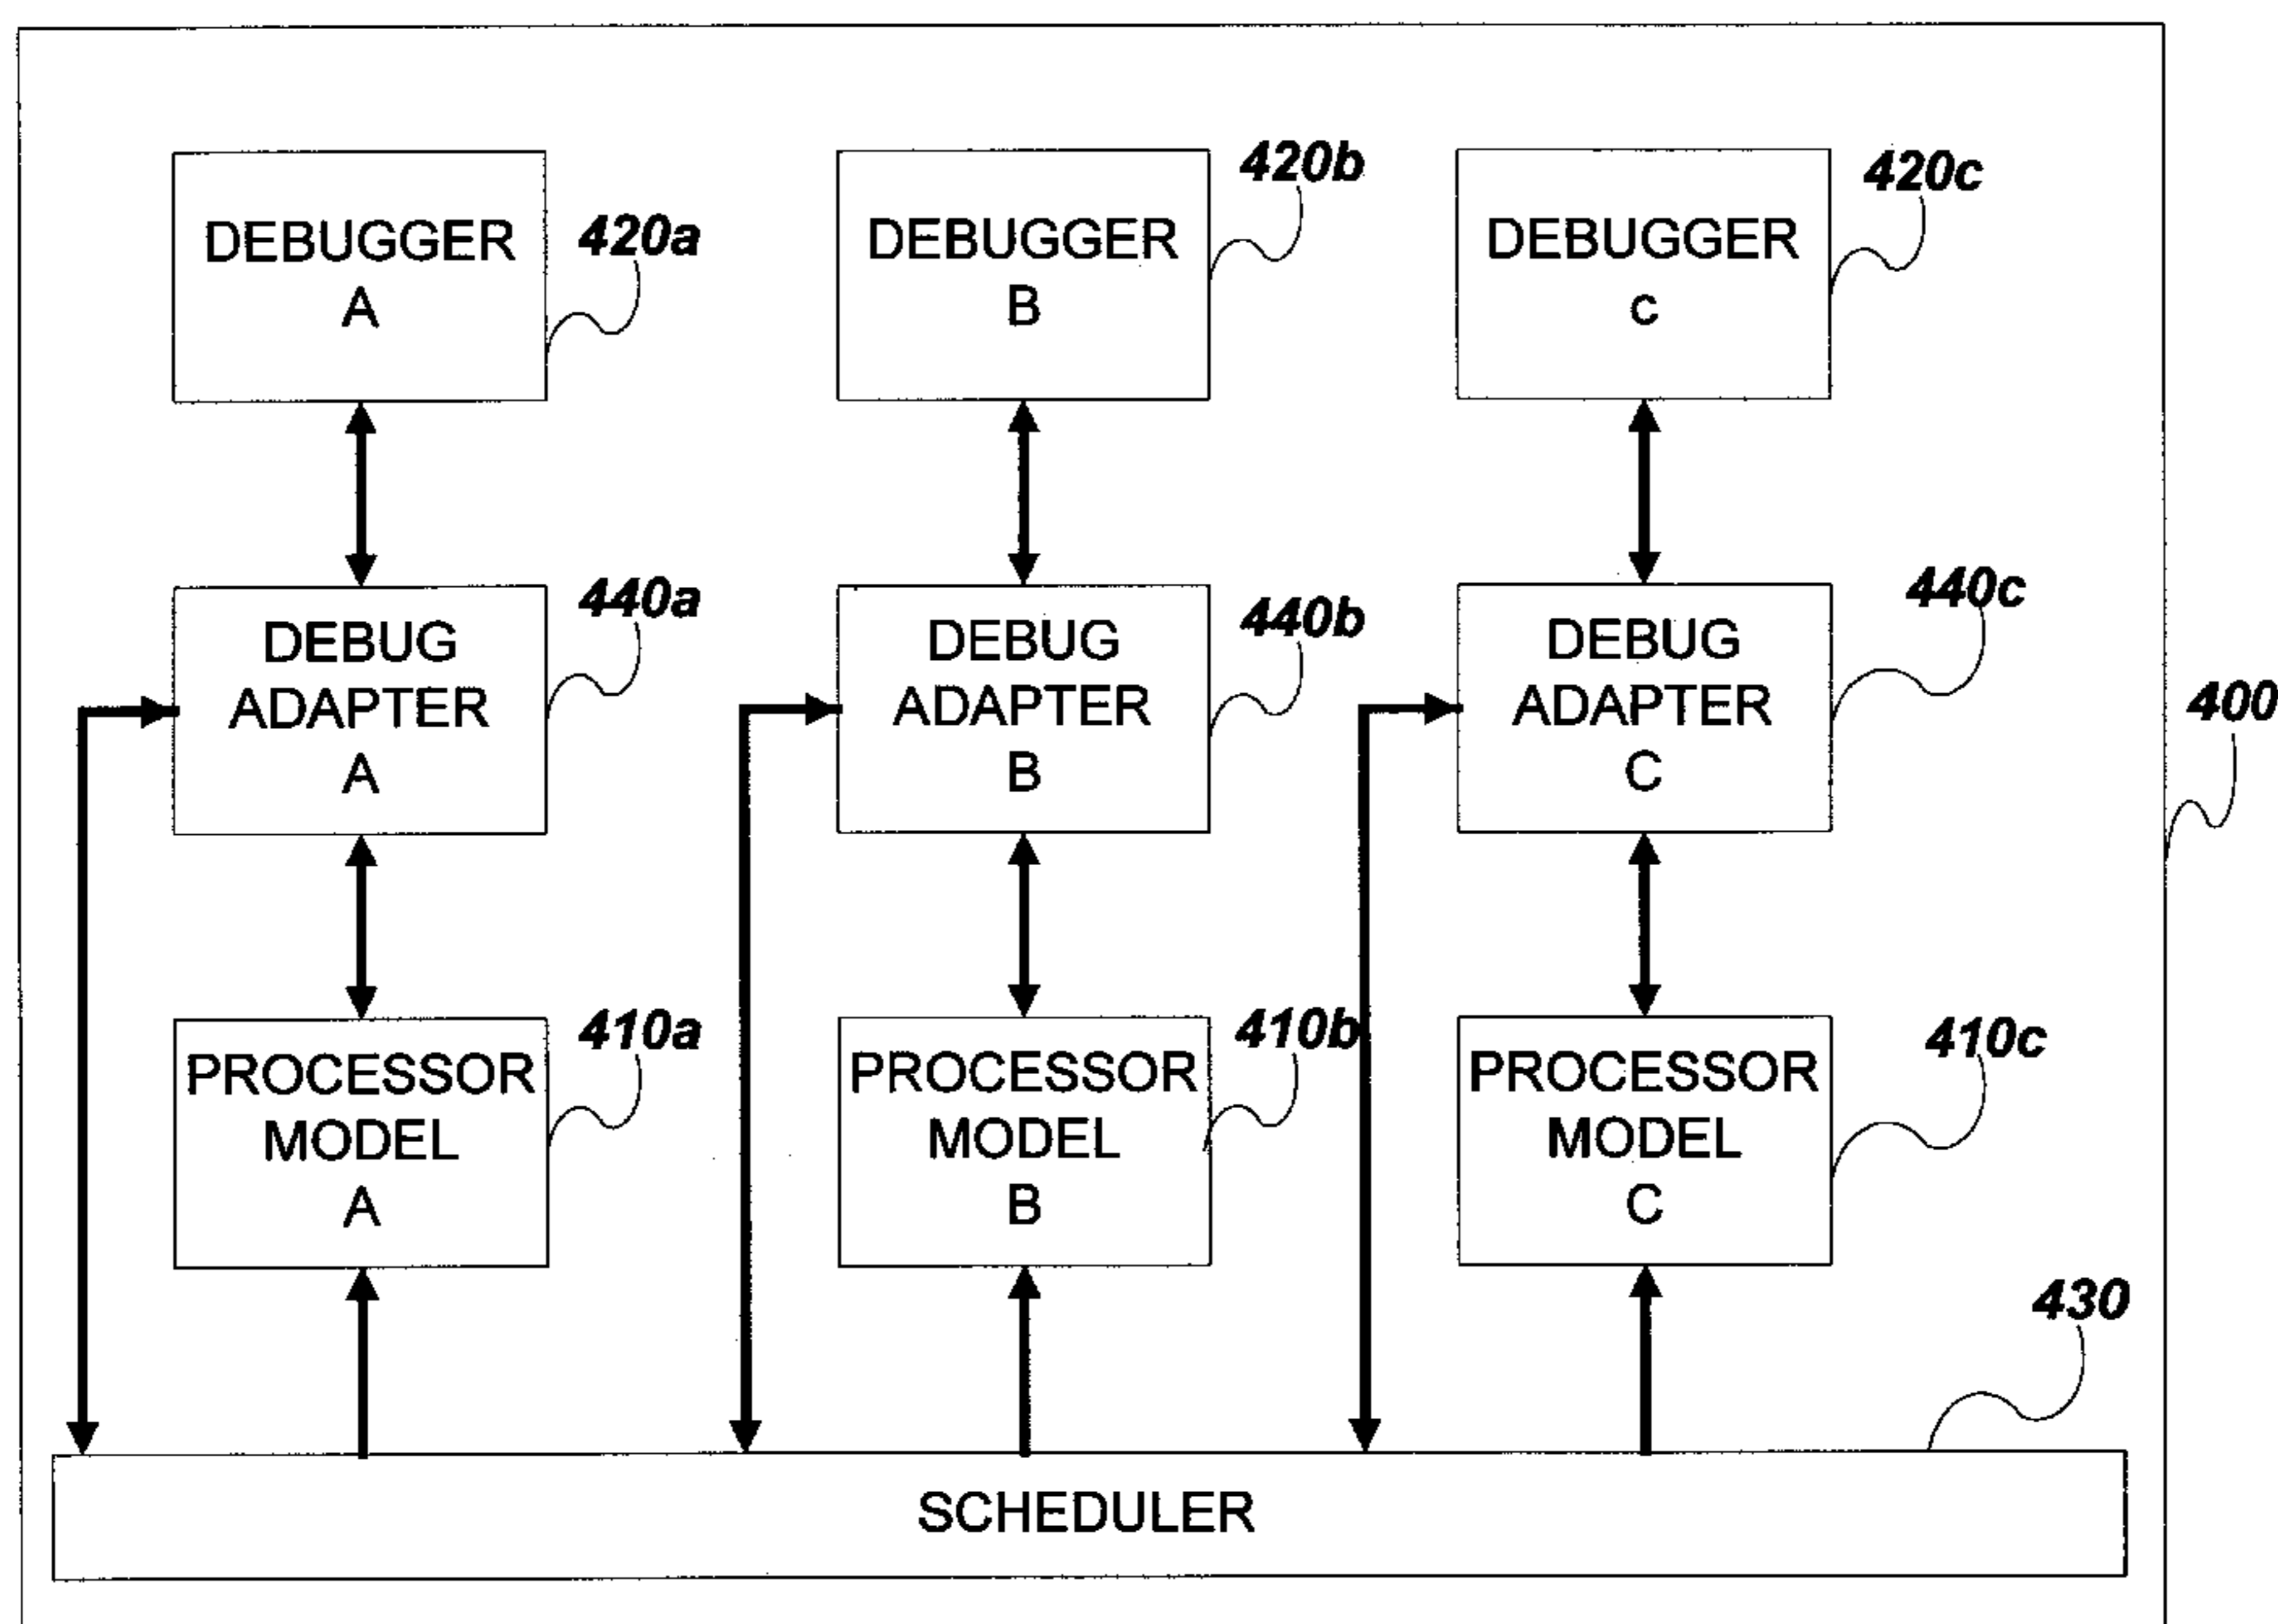 DEBUGGER
A
420a
DEBUGGER
B
420b
DEBUGGER
c
420c
DEBUG
ADAPTER
A
440a
DEBUG
ADAPTER
B
440b
DEBUG
ADAPTER
C
440c
400
PROCESSOR
MODEL
A
410a
PROCESSOR
MODEL
B
410b
PROCESSOR
MODEL
C
410c
430
SCHEDULER